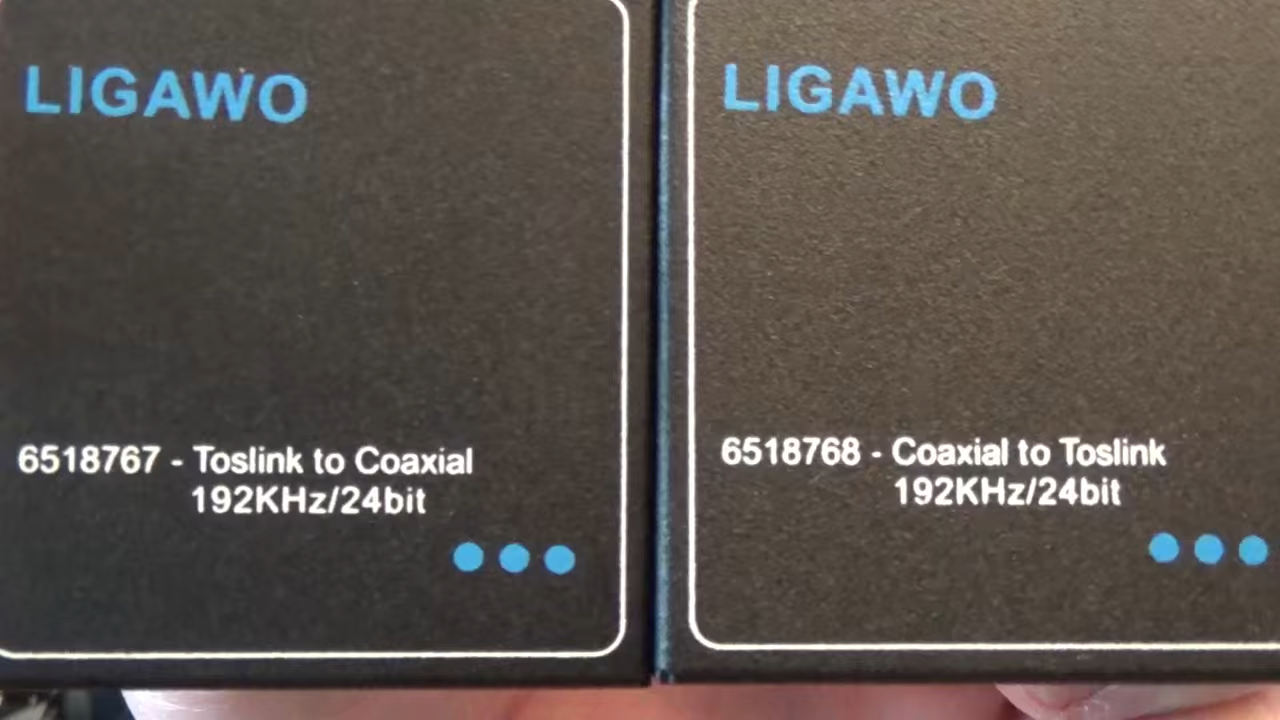 LIGAWO
6518767 - Toslink to Coaxial
192KHz/24bit
LIGAWO
6518768 - Coaxial to Toslink
192KHz/24bit